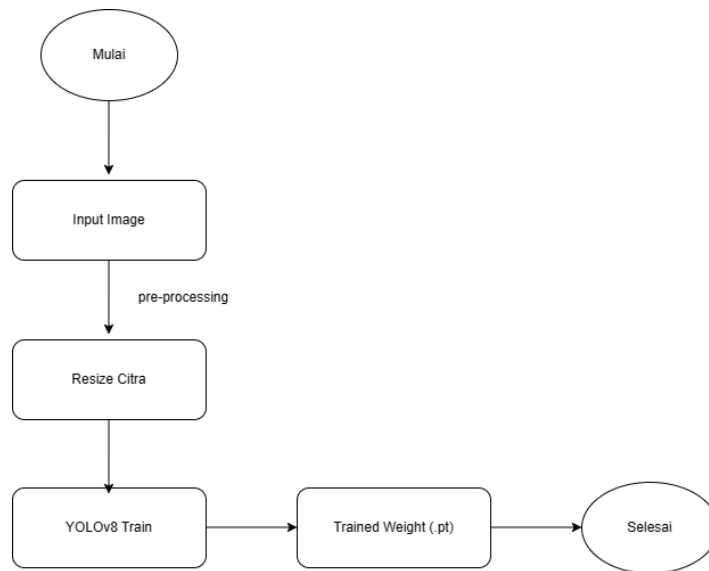 Mulai
Input Image
pre-processing
Resize Citra
YOLOv8 Train
Trained Weight (.pt)
Selesai